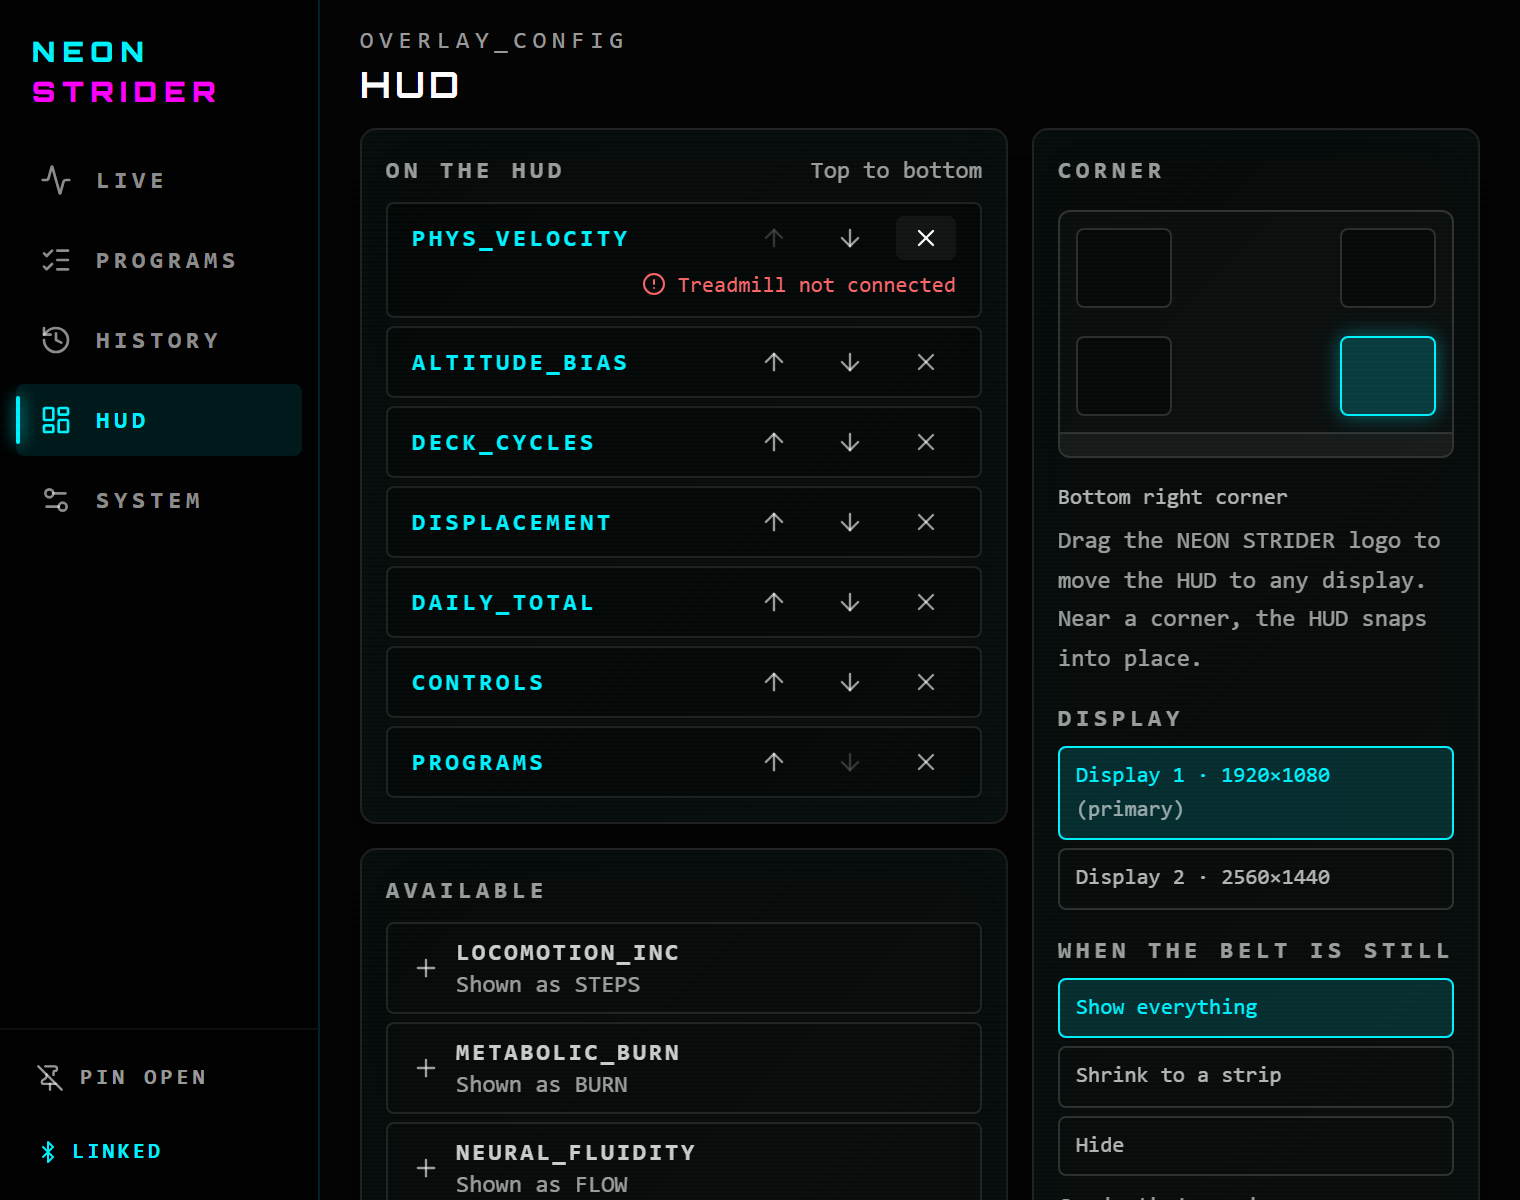 NEON
STRIDER
LIVE
PROGRAMS
HISTORY
HUD
SYSTEM
PIN OPEN
LINKED
OVERLAY_CONFIG
HUD
ON THE HUD
Top to bottom
PHYS_VELOCITY
Treadmill not connected
ALTITUDE_BIAS
DECK_CYCLES
DISPLACEMENT
DAILY_TOTAL
CONTROLS
PROGRAMS
AVAILABLE
LOCOMOTION_INC
Shown as STEPS
METABOLIC_BURN
Shown as BURN
NEURAL_FLUIDITY
Shown as FLOW
CORNER
Bottom right corner
Drag the NEON STRIDER logo to
move the HUD to any display.
Near a corner, the HUD snaps
into place.
DISPLAY
Display 1 · 1920×1080
(primary)
Display 2 · 2560×1440
WHEN THE BELT IS STILL
Show everything
Shrink to a strip
Hide